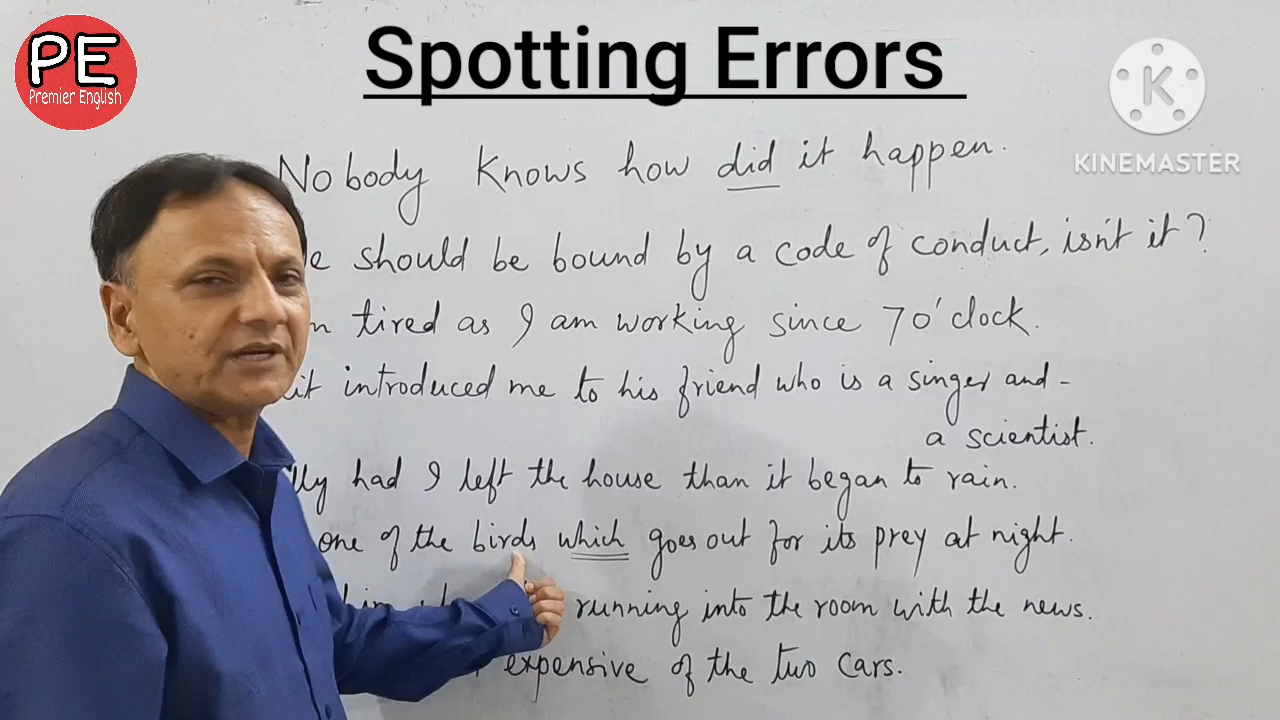 PE
Premier English
Spotting Errors
K
KINEMASTER
Nobody knows how did it happen.
should be bound by a code of conduct, isn't it?
tired as I am working since 7 o'clock.
introduced me to his friend who is a singer and -
a scientist.
had I left the house than it began to rain.
one of the birds which goes out for its prey at night.
running into the room with the news.
expensive of the two cars.